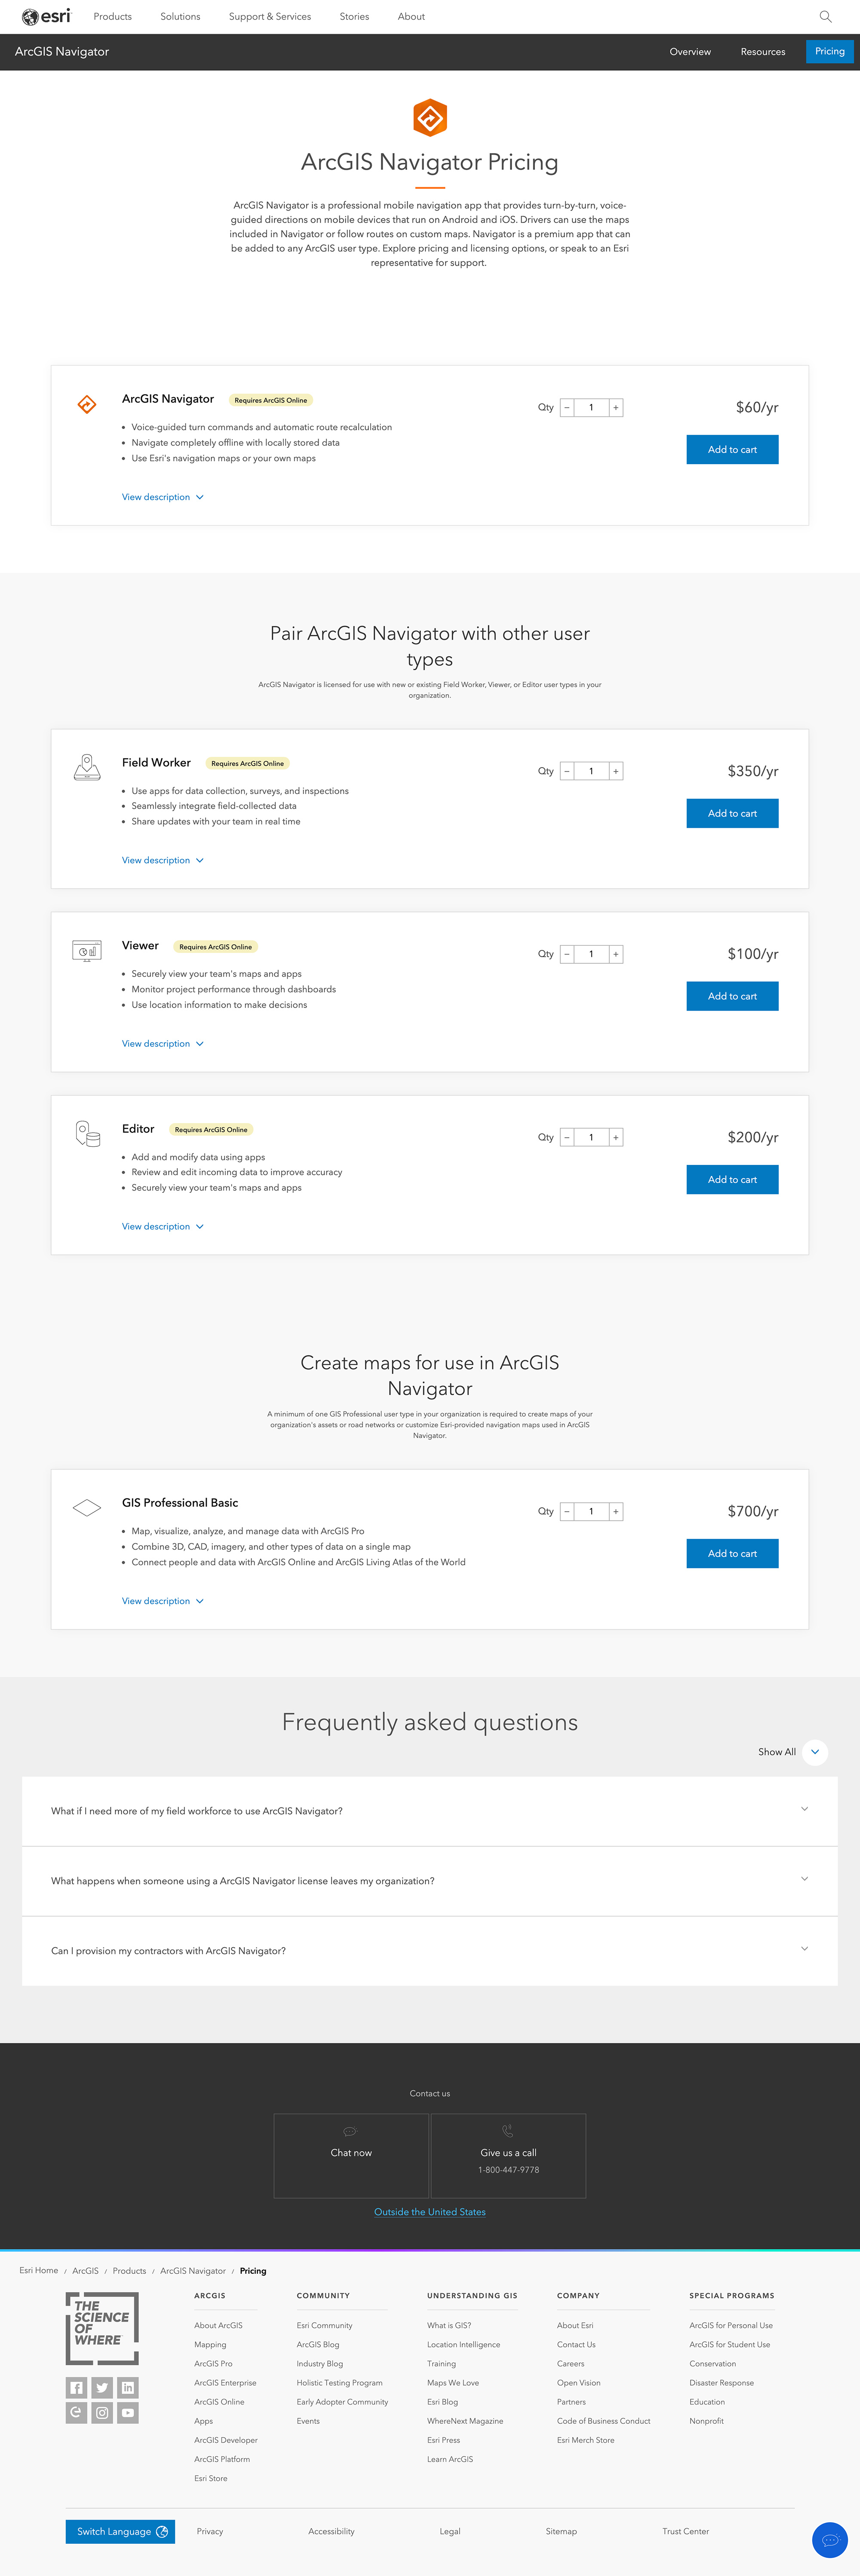 esri
Products
Solutions
Support & Services
Stories
About
ArcGIS Navigator
Overview
Resources
Pricing
ArcGIS Navigator Pricing
ArcGIS Navigator is a professional mobile navigation app that provides turn-by-turn, voice-
guided directions on mobile devices that run on Android and iOS. Drivers can use the maps
included in Navigator or follow routes on custom maps. Navigator is a premium app that can
be added to any ArcGIS user type. Explore pricing and licensing options, or speak to an Esri
representative for support.
ArcGIS Navigator
Requires ArcGIS Online
Qty
−
1
+
$60/yr
• Voice-guided turn commands and automatic route recalculation
• Navigate completely offline with locally stored data
• Use Esri's navigation maps or your own maps
Add to cart
View description
Pair ArcGIS Navigator with other user
types
ArcGIS Navigator is licensed for use with new or existing Field Worker, Viewer, or Editor user types in your
organization.
Field Worker
Requires ArcGIS Online
Qty
−
1
+
$350/yr
• Use apps for data collection, surveys, and inspections
• Seamlessly integrate field-collected data
• Share updates with your team in real time
Add to cart
View description
Viewer
Requires ArcGIS Online
Qty
−
1
+
$100/yr
• Securely view your team's maps and apps
• Monitor project performance through dashboards
• Use location information to make decisions
Add to cart
View description
Editor
Requires ArcGIS Online
Qty
−
1
+
$200/yr
• Add and modify data using apps
• Review and edit incoming data to improve accuracy
• Securely view your team's maps and apps
Add to cart
View description
Create maps for use in ArcGIS
Navigator
A minimum of one GIS Professional user type in your organization is required to create maps of your
organization's assets or road networks or customize Esri-provided navigation maps used in ArcGIS
Navigator.
GIS Professional Basic
Qty
−
1
+
$700/yr
• Map, visualize, analyze, and manage data with ArcGIS Pro
• Combine 3D, CAD, imagery, and other types of data on a single map
• Connect people and data with ArcGIS Online and ArcGIS Living Atlas of the World
Add to cart
View description
Frequently asked questions
Show All
What if I need more of my field workforce to use ArcGIS Navigator?
What happens when someone using a ArcGIS Navigator license leaves my organization?
Can I provision my contractors with ArcGIS Navigator?
Contact us
Chat now
Give us a call
1-800-447-9778
Outside the United States
Esri Home / ArcGIS / Products / ArcGIS Navigator / Pricing
THE
SCIENCE
OF
WHERE
ARCGIS
About ArcGIS
Mapping
ArcGIS Pro
ArcGIS Enterprise
ArcGIS Online
Apps
ArcGIS Developer
ArcGIS Platform
Esri Store
COMMUNITY
Esri Community
ArcGIS Blog
Industry Blog
Holistic Testing Program
Early Adopter Community
Events
UNDERSTANDING GIS
What is GIS?
Location Intelligence
Training
Maps We Love
Esri Blog
WhereNext Magazine
Esri Press
Learn ArcGIS
COMPANY
About Esri
Contact Us
Careers
Open Vision
Partners
Code of Business Conduct
Esri Merch Store
SPECIAL PROGRAMS
ArcGIS for Personal Use
ArcGIS for Student Use
Conservation
Disaster Response
Education
Nonprofit
Switch Language
Privacy
Accessibility
Legal
Sitemap
Trust Center